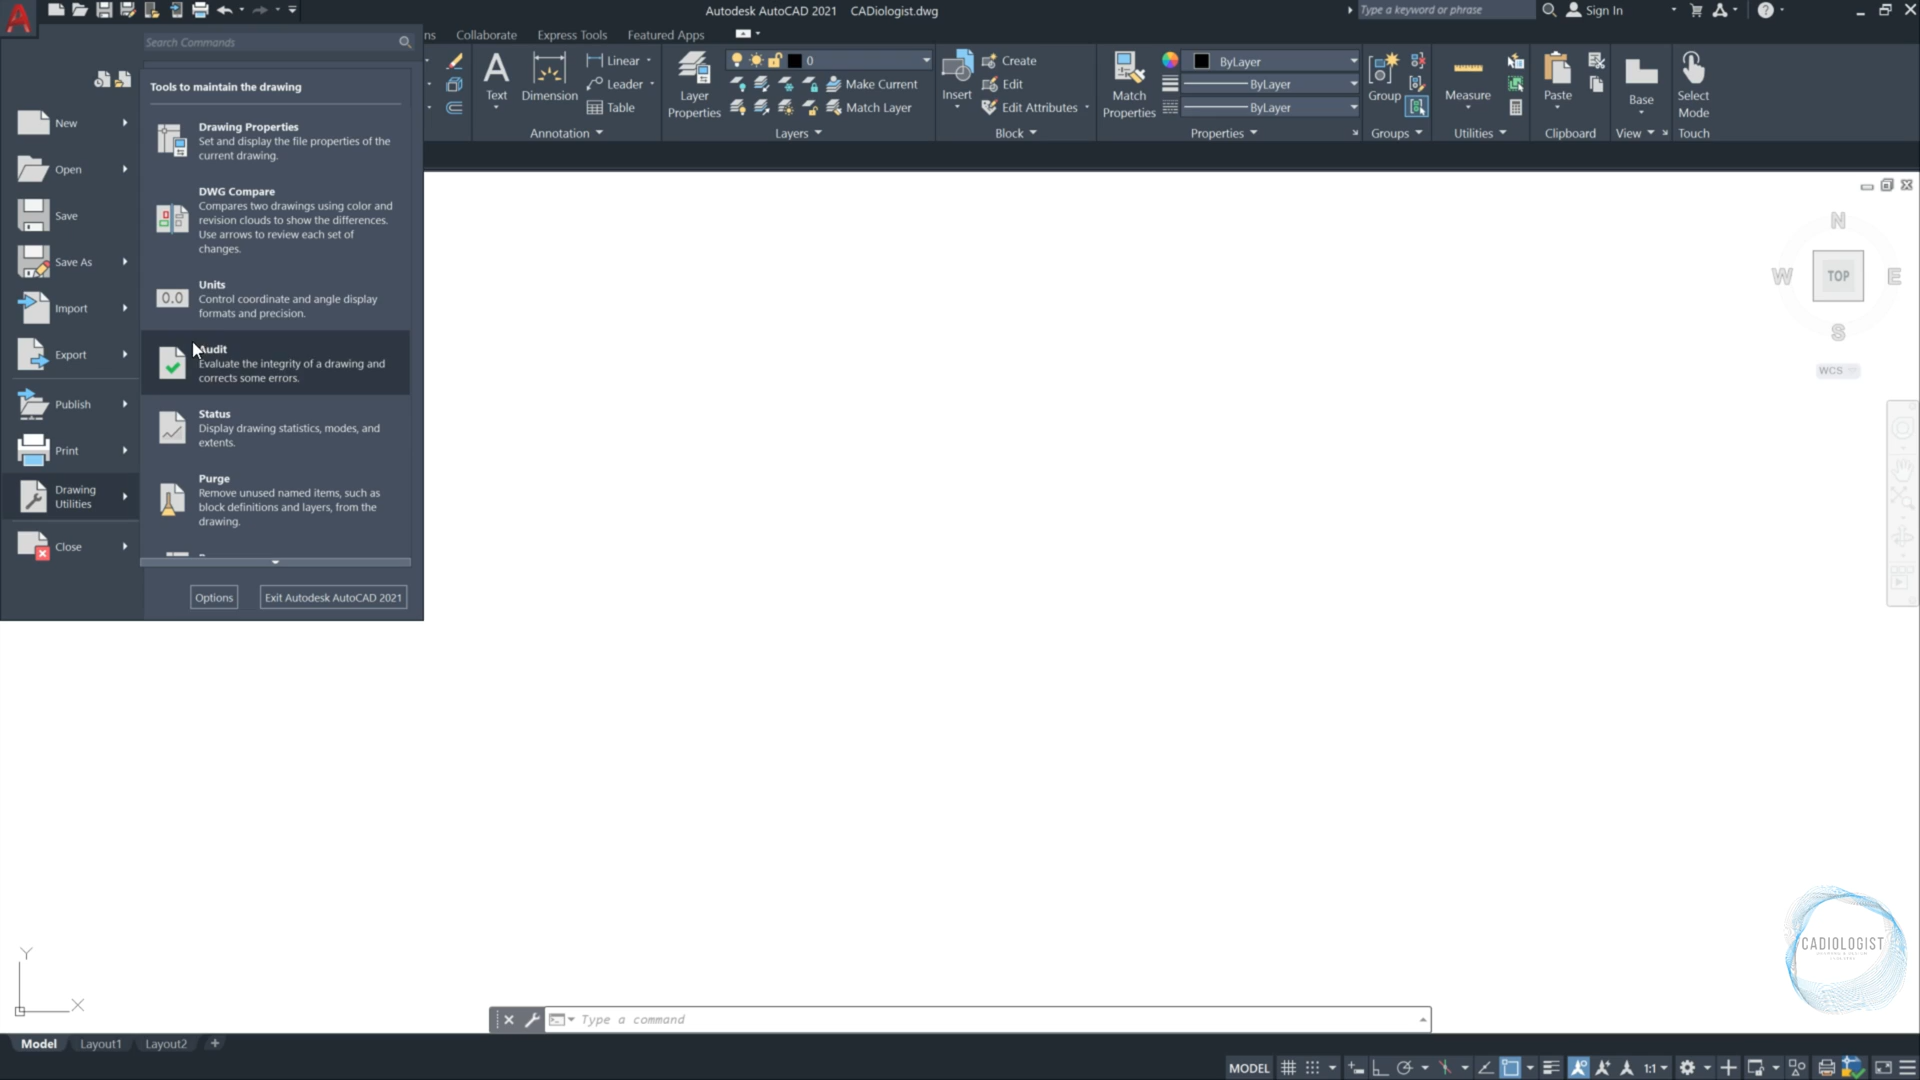 Autodesk AutoCAD 2021 CADiologist.dwg
Type a keyword or phrase
Sign In
Search Commands
ns
Collaborate
Express Tools
Featured Apps
Tools to maintain the drawing
New
Open
Save
Save As
Import
Export
Publish
Print
Drawing
Utilities
Close
Drawing Properties
Set and display the file properties of the
current drawing.
DWG Compare
Compares two drawings using color and
revision clouds to show the differences.
Use arrows to review each set of
changes.
0.0
Units
Control coordinate and angle display
formats and precision.
Audit
Evaluate the integrity of a drawing and
corrects some errors.
Status
Display drawing statistics, modes, and
extents.
Purge
Remove unused named items, such as
block definitions and layers, from the
drawing.
Options
Exit Autodesk AutoCAD 2021
A
Text
Dimension
Linear
Leader
Table
Annotation
Layer
Properties
0
Make Current
Match Layer
Layers
Insert
Create
Edit
Edit Attributes
Block
Match
Properties
ByLayer
ByLayer
ByLayer
Properties
Group
Groups
Measure
Utilities
Paste
Clipboard
Base
View
Select
Mode
Touch
N
W
TOP
E
S
WCS
CADIOLOGIST
Y
X
Type a command
Model
Layout1
Layout2
MODEL
1:1